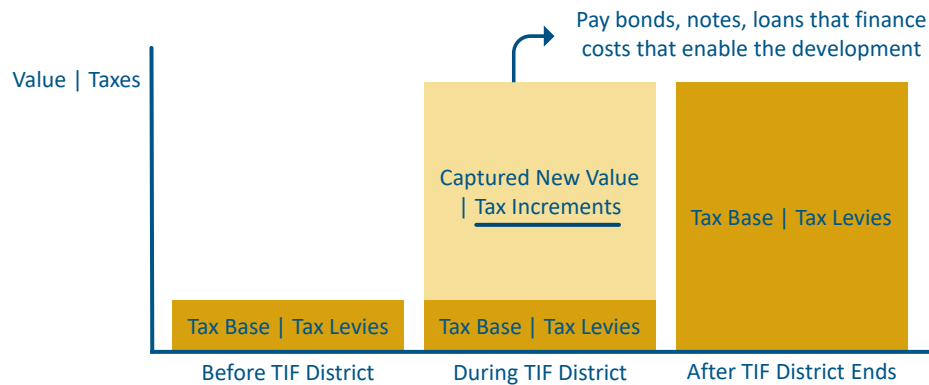 Pay bonds, notes, loans that finance
costs that enable the development
Value | Taxes
Captured New Value
| Tax Increments
Tax Base | Tax Levies
Tax Base | Tax Levies
Tax Base | Tax Levies
Before TIF District
During TIF District
After TIF District Ends